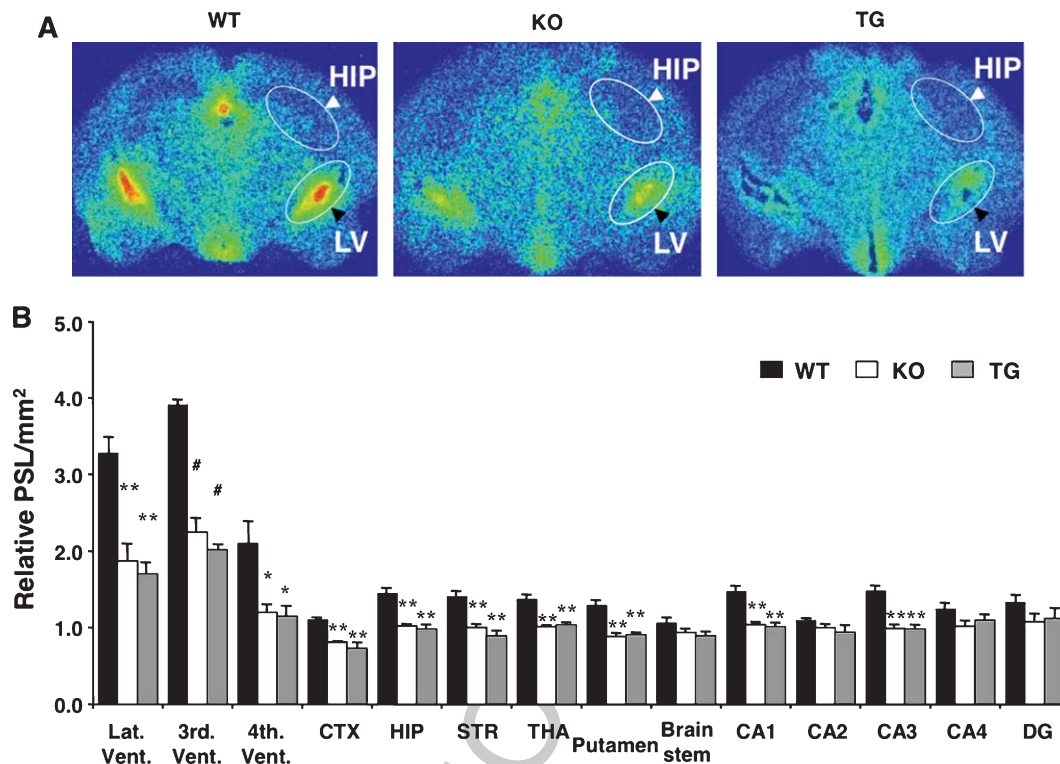 A
WT
KO
TG
HIP
LV
HIP
LV
HIP
LV
B
Relative PSL/mm²
5.0
4.0
3.0
2.0
1.0
0.0
WT
KO
TG
**
**
#
#
*
*
**
**
**
**
**
**
**
**
**
**
**
**
**
**
Lat. Vent.
3rd. Vent.
4th. Vent.
CTX
HIP
STR
THA
Putamen
Brain stem
CA1
CA2
CA3
CA4
DG